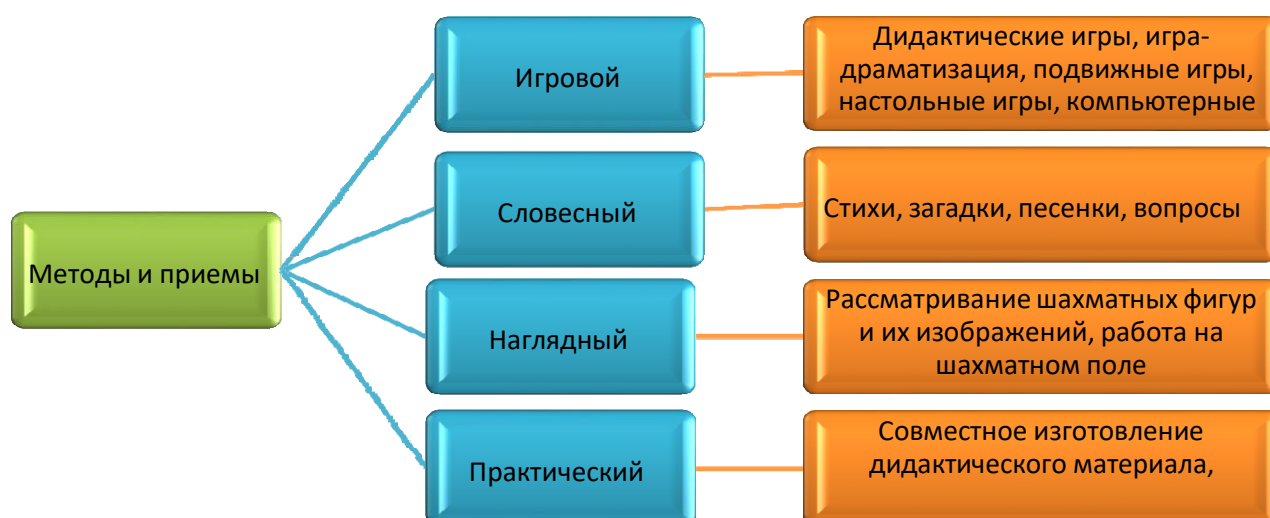 Методы и приемы
Игровой
Дидактические игры, игра-
драматизация, подвижные игры,
настольные игры, компьютерные
Словесный
Стихи, загадки, песенки, вопросы
Наглядный
Рассматривание шахматных фигур
и их изображений, работа на
шахматном поле
Практический
Совместное изготовление
дидактического материала,